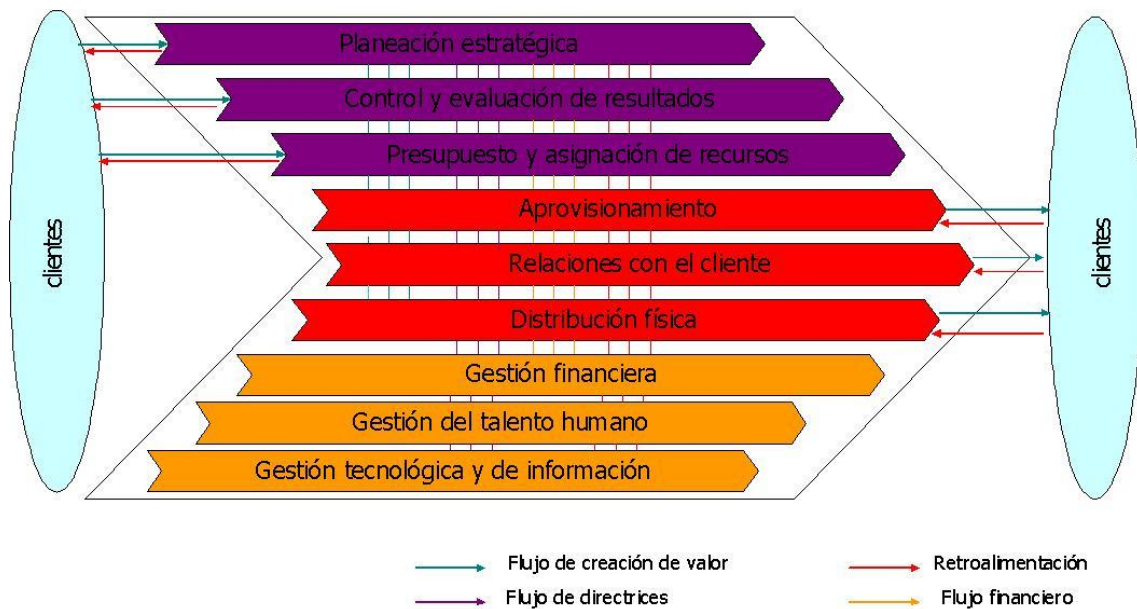 Planeación estratégica
Control y evaluación de resultados
Presupuesto y asignación de recursos
Aprovisionamiento
Relaciones con el cliente
Distribución física
Gestión financiera
Gestión del talento humano
Gestión tecnológica y de información
clientes
clientes
Flujo de creación de valor
Retroalimentación
Flujo de directrices
Flujo financiero